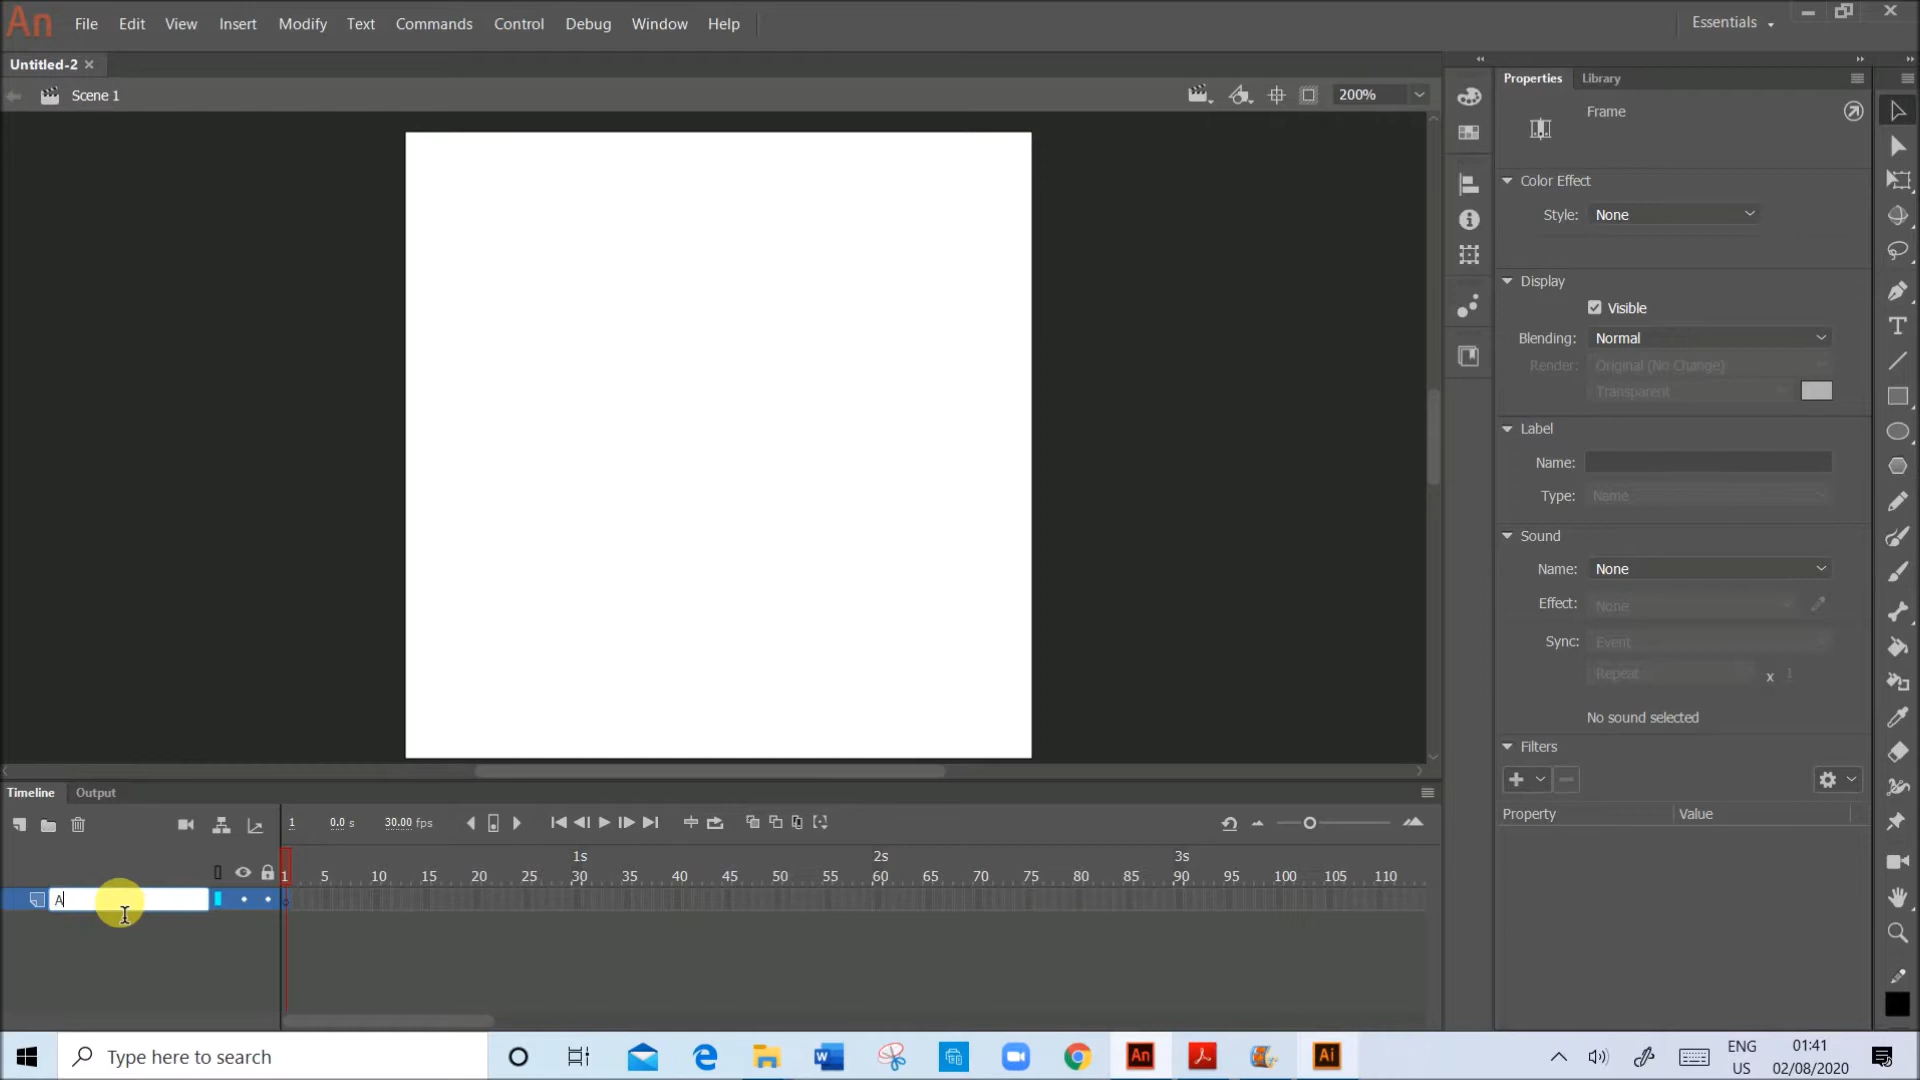 An File Edit View Insert Modify Text Commands Control Debug Window Help Essentials
Untitled-2
Scene 1
200%
Properties Library
Frame
Color Effect
Style: None
Display
Visible
Blending: Normal
Render: Original (No Change)
Transparent
Label
Name:
Type: Name
Sound
Name: None
Effect: None
Sync: Event
Repeat x 1
No sound selected
Filters
Property Value
Timeline Output
1 0.0 s 30.00 fps
1s 2s 3s
1 5 10 15 20 25 30 35 40 45 50 55 60 65 70 75 80 85 90 95 100 105 110
A
Type here to search
An Ai
ENG
US
01:41
02/08/2020